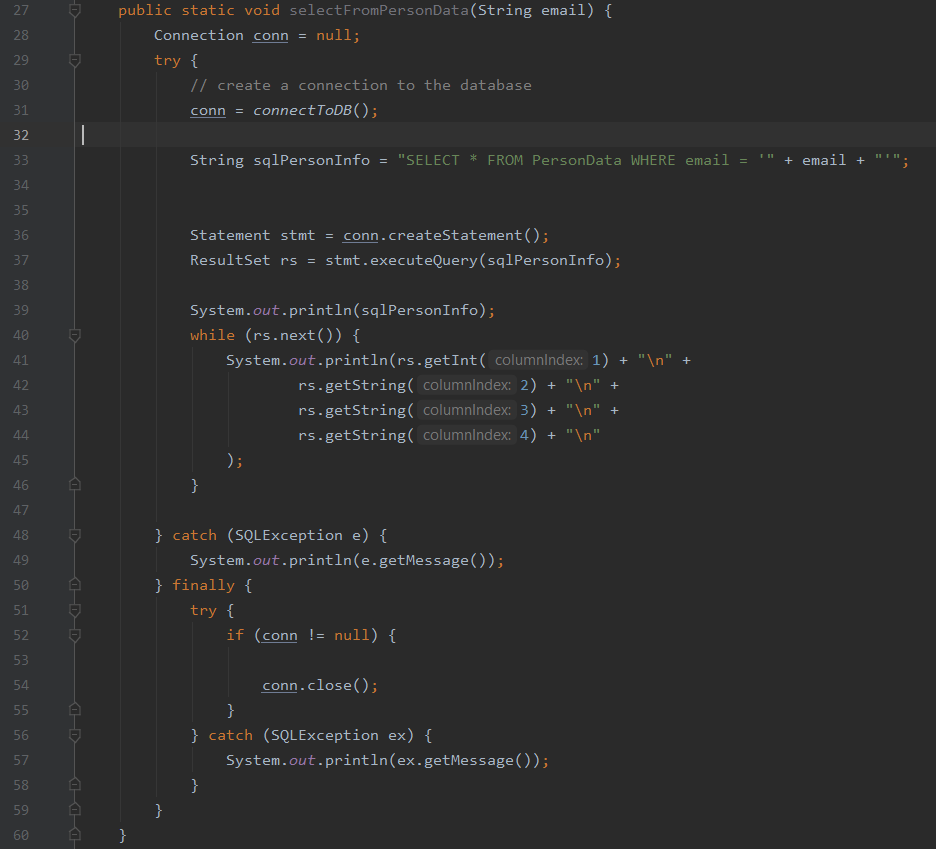 27 public static void selectFromPersonData(String email) {
28 Connection conn = null;
29 try {
30 // create a connection to the database
31 conn = connectToDB();
32
33 String sqlPersonInfo = "SELECT * FROM PersonData WHERE email = '" + email + "'";
34
35
36 Statement stmt = conn.createStatement();
37 ResultSet rs = stmt.executeQuery(sqlPersonInfo);
38
39 System.out.println(sqlPersonInfo);
40 while (rs.next()) {
41 System.out.println(rs.getInt( columnIndex: 1) + "\n" +
42 rs.getString( columnIndex: 2) + "\n" +
43 rs.getString( columnIndex: 3) + "\n" +
44 rs.getString( columnIndex: 4) + "\n"
45 );
46 }
47
48 } catch (SQLException e) {
49 System.out.println(e.getMessage());
50 } finally {
51 try {
52 if (conn != null) {
53
54 conn.close();
55 }
56 } catch (SQLException ex) {
57 System.out.println(ex.getMessage());
58 }
59 }
60 }